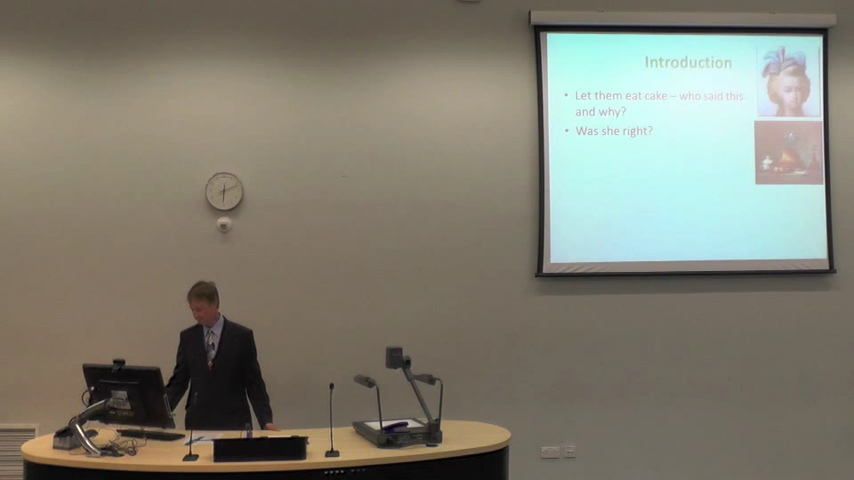 Introduction
• Let them eat cake – who said this
and why?
• Was she right?